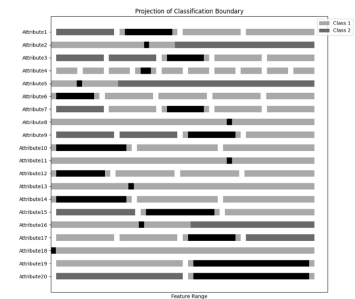 Projection of Classification Boundary
Class 1
Class 2
Attribute1
Attribute2
Attribute3
Attribute4
Attribute5
Attribute6
Attribute7
Attribute8
Attribute9
Attribute10
Attribute11
Attribute12
Attribute13
Attribute14
Attribute15
Attribute16
Attribute17
Attribute18
Attribute19
Attribute20
Feature Range